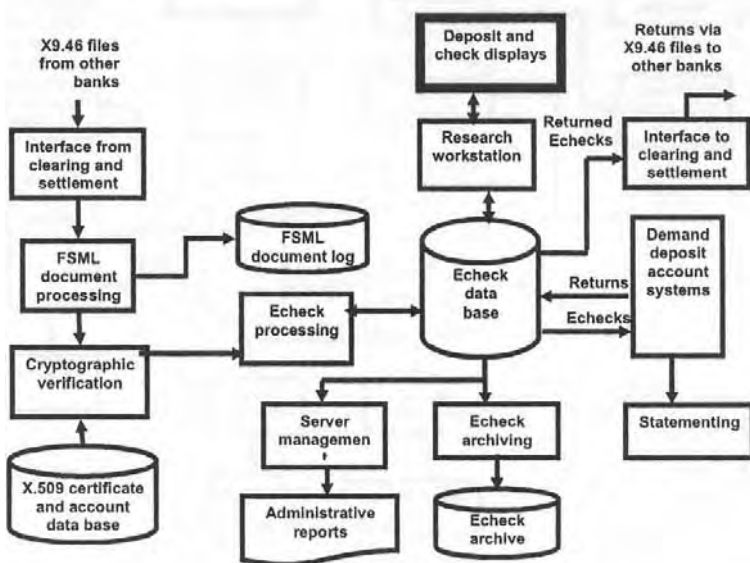 X9.46 files
from other
banks
Deposit and
check displays
Returns via
X9.46 files to
other banks
Interface from
clearing and
settlement
Research
workstation
Returned
Echecks
Interface to
clearing and
settlement
FSML
document
processing
FSML
document log
Echeck
data
base
Demand
deposit
account
systems
Returns
Echecks
Echeck
processing
Cryptographic
verification
Server
managemen
Echeck
archiving
Statementing
X.509 certificate
and account
data base
Administrative
reports
Echeck
archive